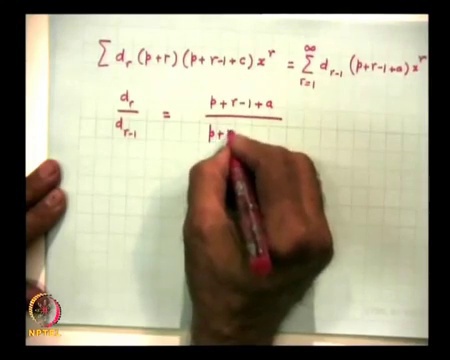 ∑ d_r (p+r) (p+r-1+c) x^r = ∑_{r=1}^{∞} d_{r-1} (p+r-1+a) x^r
d_r / d_{r-1} = (p+r-1+a) / (p+
NPTEL